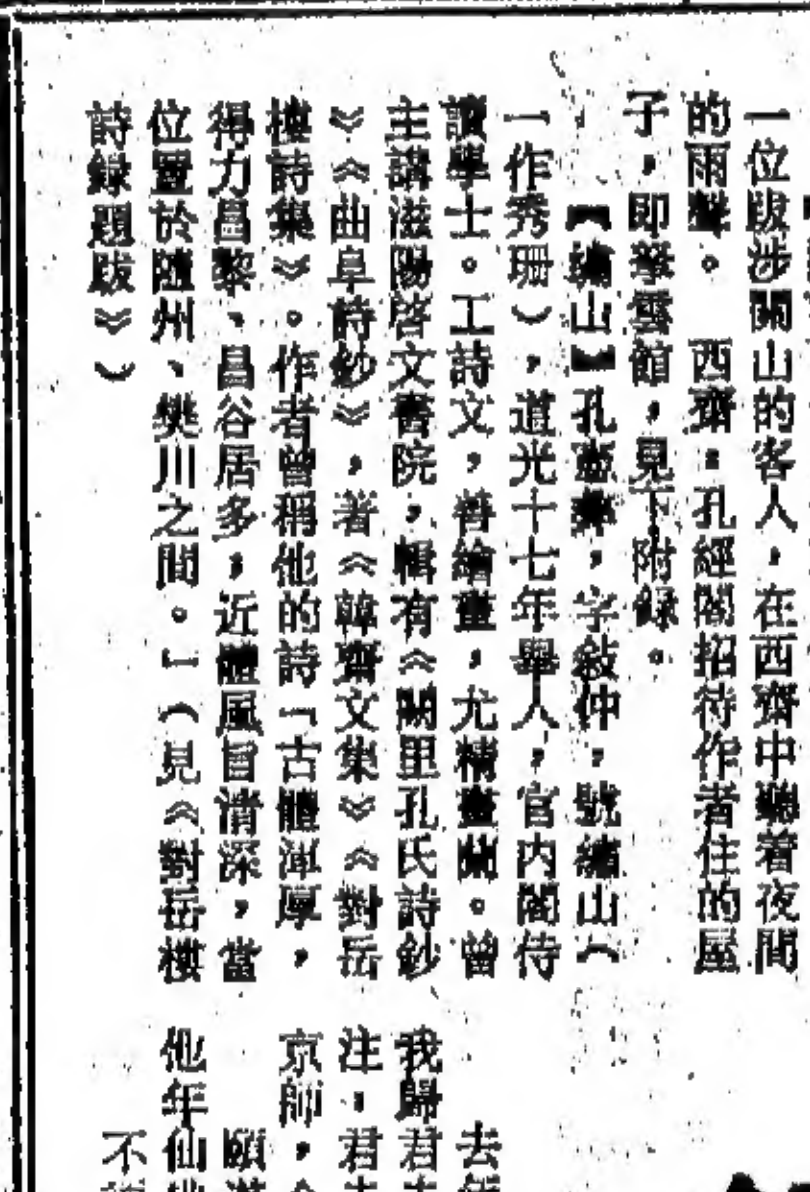 一位跋涉關山的客人，在西齋中聽着夜間
的雨聲。　西齋：孔經閣招待作者住的屋
子，即挐雲館，見下附錄。
【繡山】孔憲彝，字敍仲，號繡山（
一作秀珊），道光十七年舉人，官内閣侍
讀學士。工詩文，善繪畫，尤精畫蘭。曾
主講滋陽啓文書院，輯有《闕里孔氏詩鈔
》《曲阜詩鈔》，著《韓齋文集》《對岳
樓詩集》。作者曾稱他的詩「古體渾厚，
得力昌黎、昌谷居多，近體風旨清深，當
位置於隨州、樊川之間。」（見《對岳樓
詩錄題跋》）
去年
我歸君
注：君
京師，
願
他年仙
不